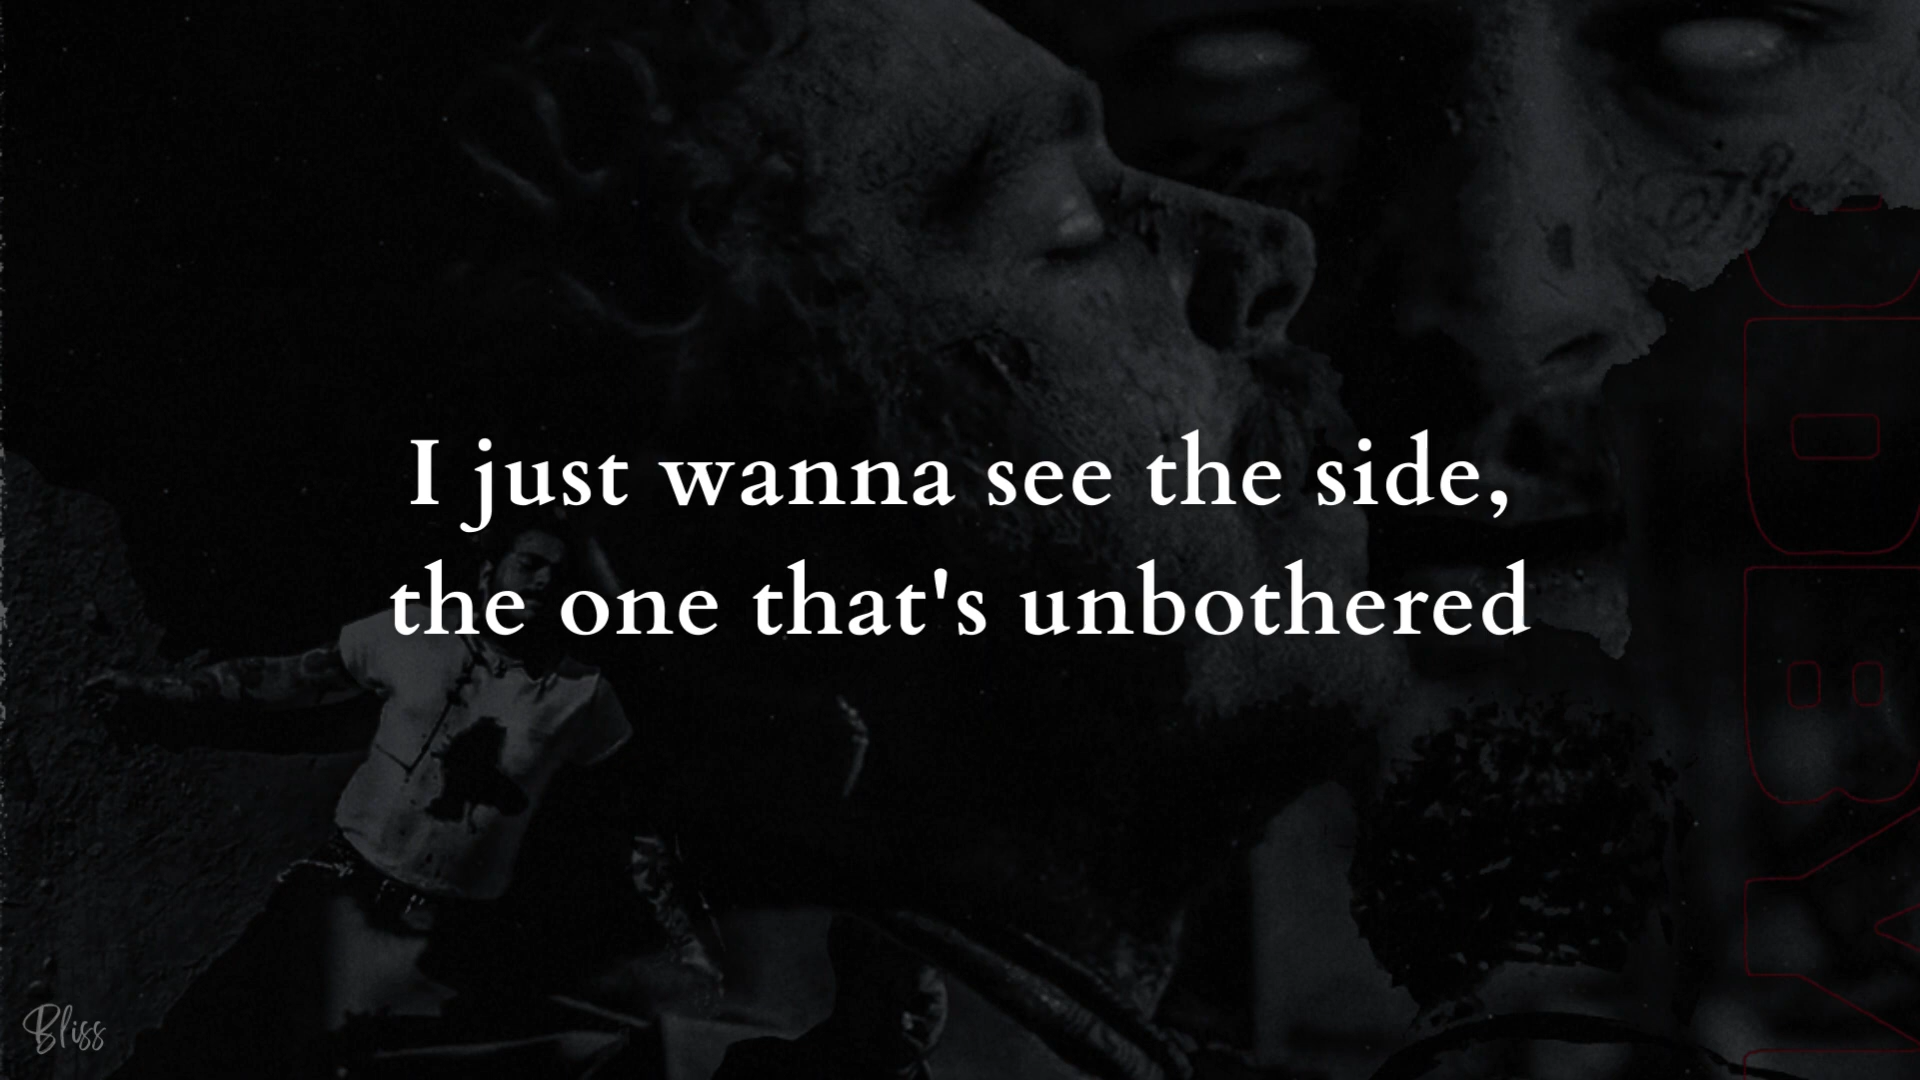 I just wanna see the side,
the one that's unbothered
Bliss